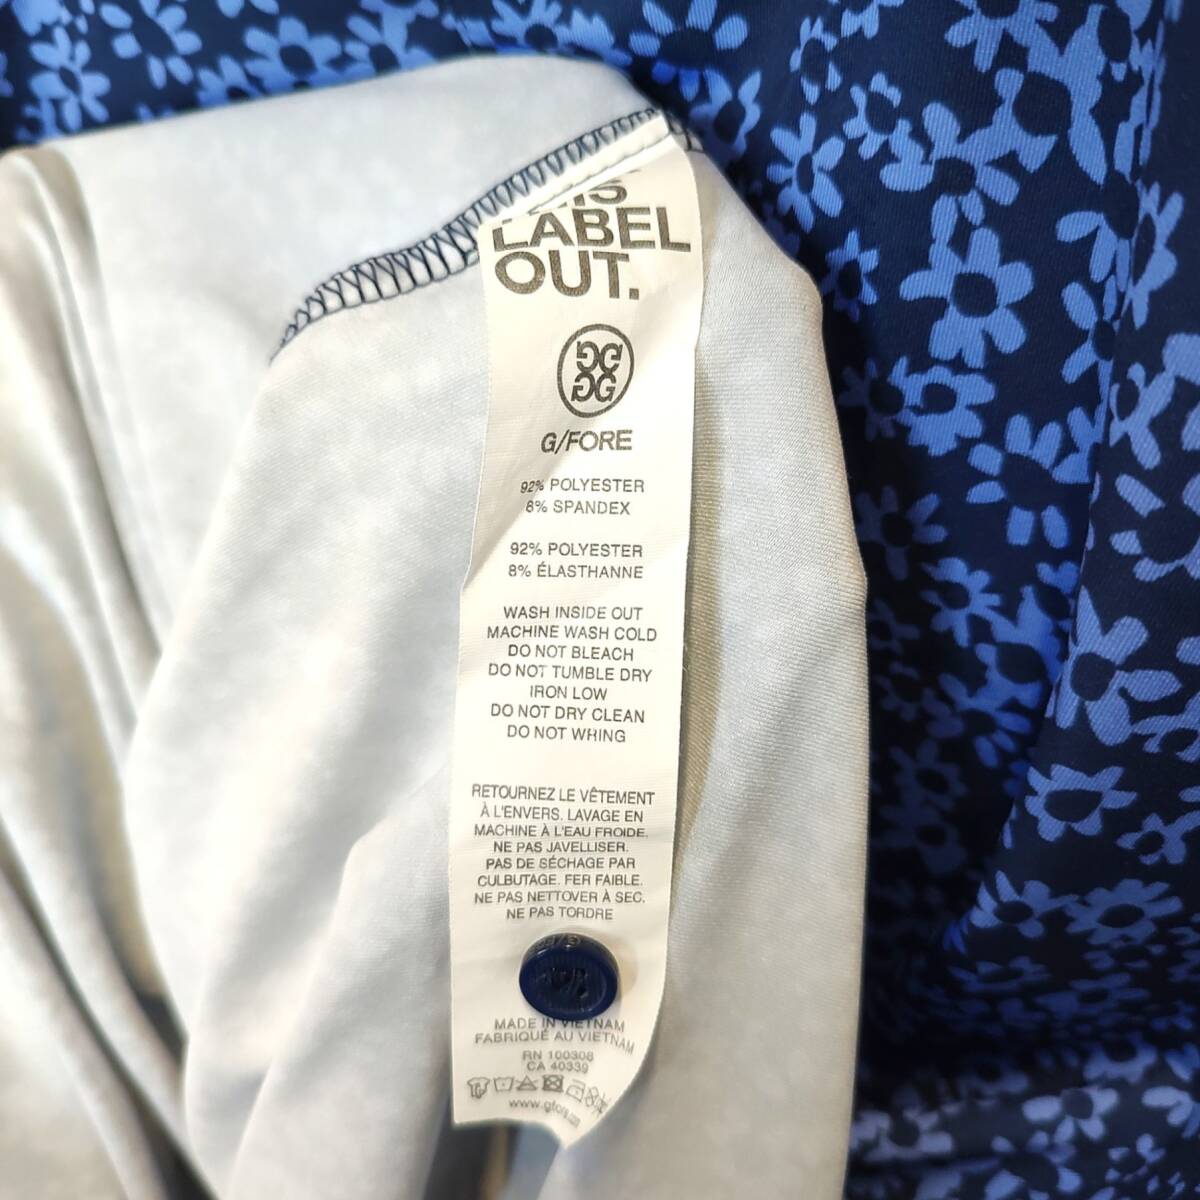 LABEL
OUT.
G/FORE
92% POLYESTER
8% SPANDEX
92% POLYESTER
8% ÉLASTHANNE
WASH INSIDE OUT
MACHINE WASH COLD
DO NOT BLEACH
DO NOT TUMBLE DRY
IRON LOW
DO NOT DRY CLEAN
DO NOT WRING
RETOURNEZ LE VÊTEMENT
À L'ENVERS. LAVAGE EN
MACHINE À L'EAU FROIDE.
NE PAS JAVELLISER.
PAS DE SÉCHAGE PAR
CULBUTAGE. FER FAIBLE.
NE PAS NETTOVER À SEC.
NE PAS TORDRE
MADE IN VIETNAM
FABRIQUÉ AU VIETNAM
RN 100308
CA 40339